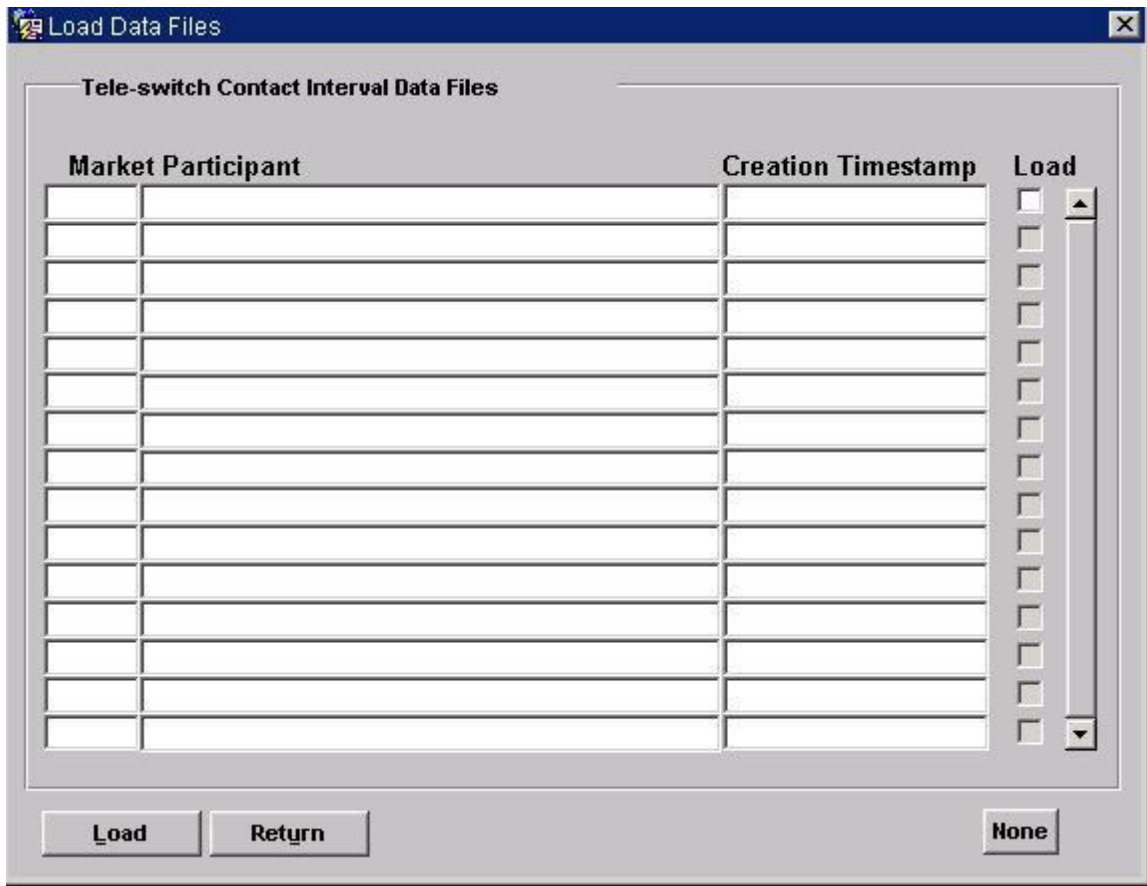 Load Data Files
Tele-switch Contact Interval Data Files
Market Participant Creation Timestamp Load
Load Return None